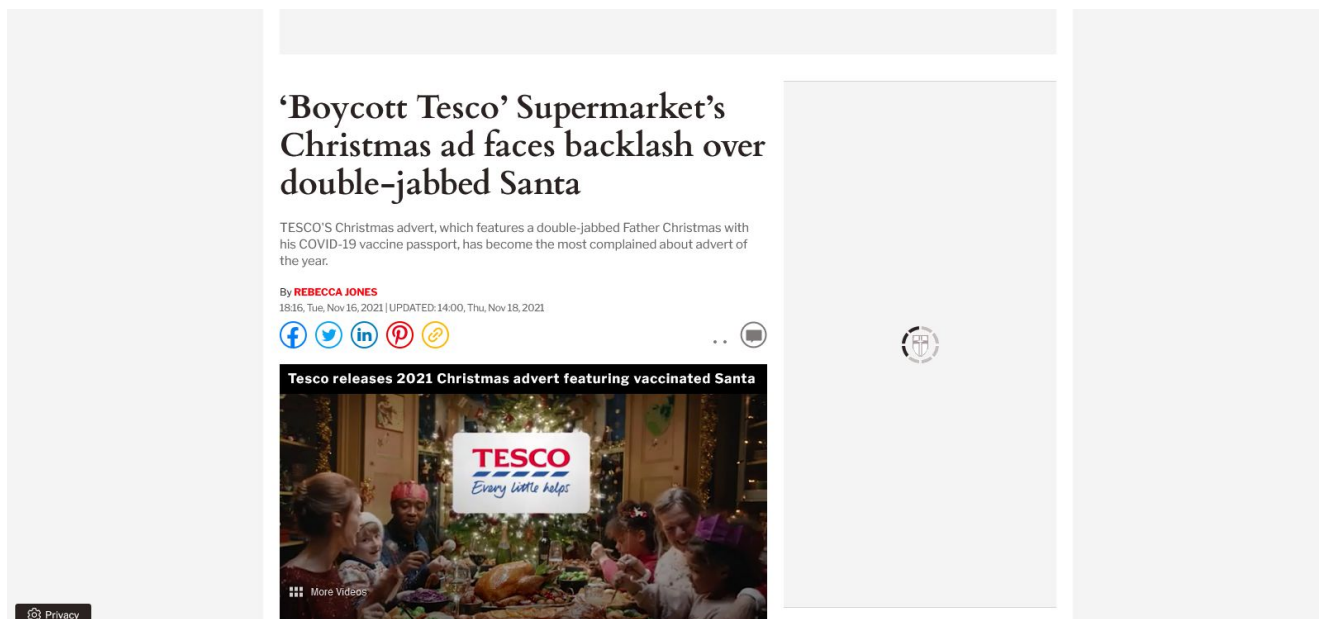 ‘Boycott Tesco’ Supermarket’s
Christmas ad faces backlash over
double-jabbed Santa
TESCO'S Christmas advert, which features a double-jabbed Father Christmas with
his COVID-19 vaccine passport, has become the most complained about advert of
the year.
By REBECCA JONES
18:16, Tue, Nov 16, 2021 | UPDATED: 14:00, Thu, Nov 18, 2021
Tesco releases 2021 Christmas advert featuring vaccinated Santa
TESCO
Every little helps
More Videos
Privacy